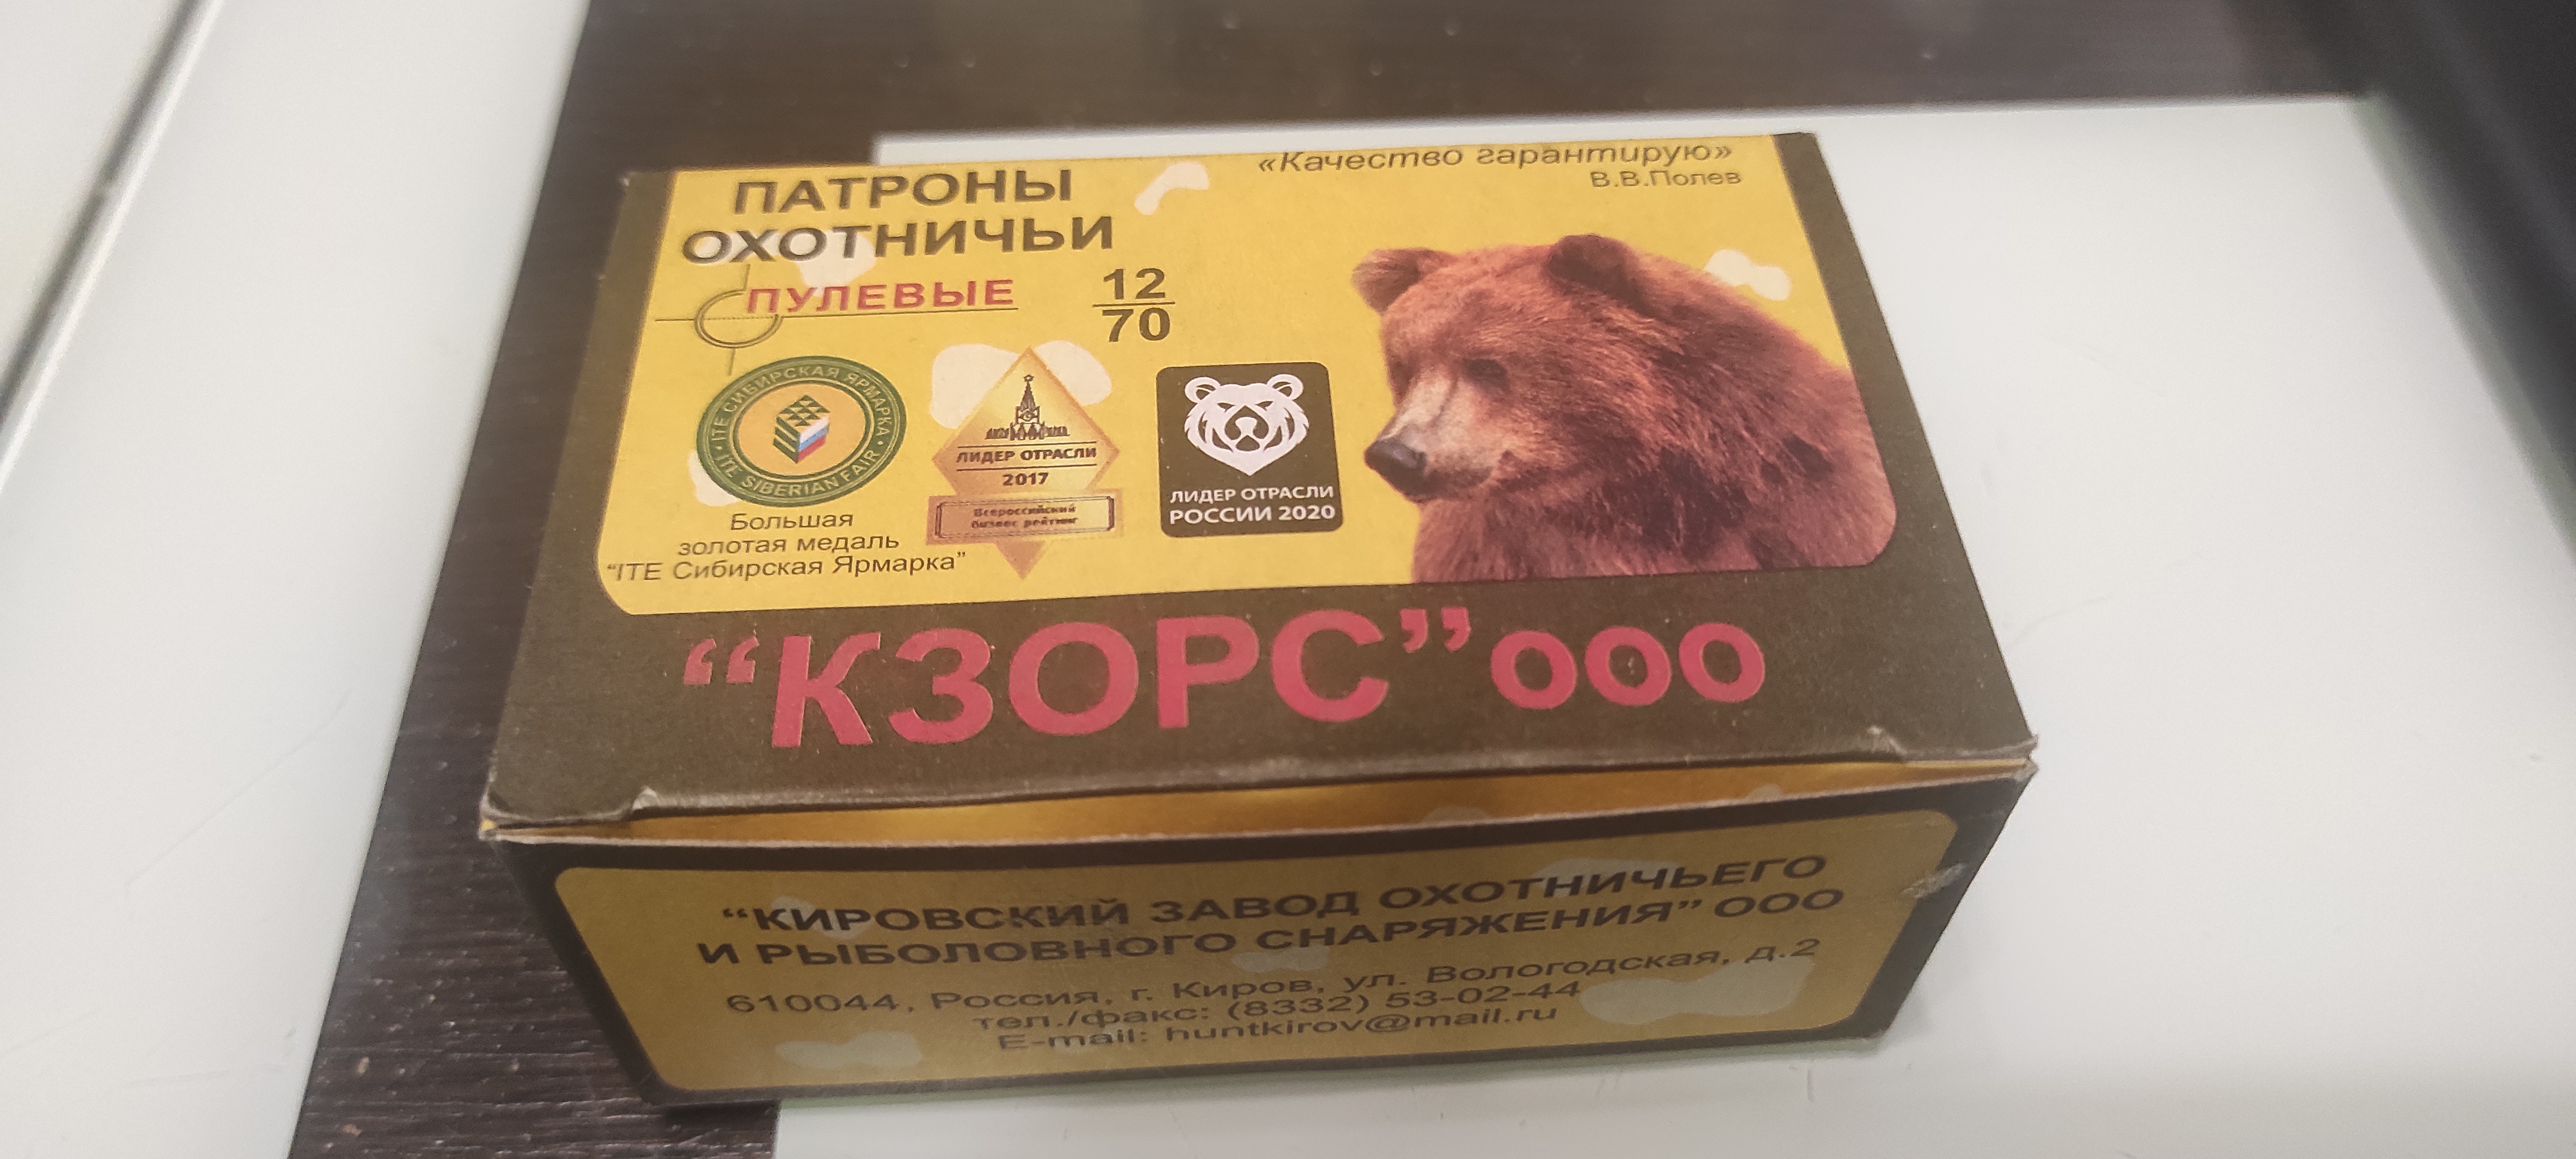 «Качество гарантирую»
В.В.Полев
ПАТРОНЫ
ОХОТНИЧЬИ
ПУЛЕВЫЕ
12
70
• ITE СИБИРСКАЯ ЯРМАРКА •
ITE SIBERIAN FAIR
Большая
золотая медаль
“ITE Сибирская Ярмарка”
ЛИДЕР ОТРАСЛИ
2017
Всероссийский
бизнес рейтинг
ЛИДЕР ОТРАСЛИ
РОССИИ 2020
“КЗОРС”ООО
“КИРОВСКИЙ ЗАВОД ОХОТНИЧЬЕГО
И РЫБОЛОВНОГО СНАРЯЖЕНИЯ” ООО
610044, Россия, г. Киров, ул. Вологодская, д.2
тел./факс: (8332) 53-02-44
E-mail: huntkirov@mail.ru